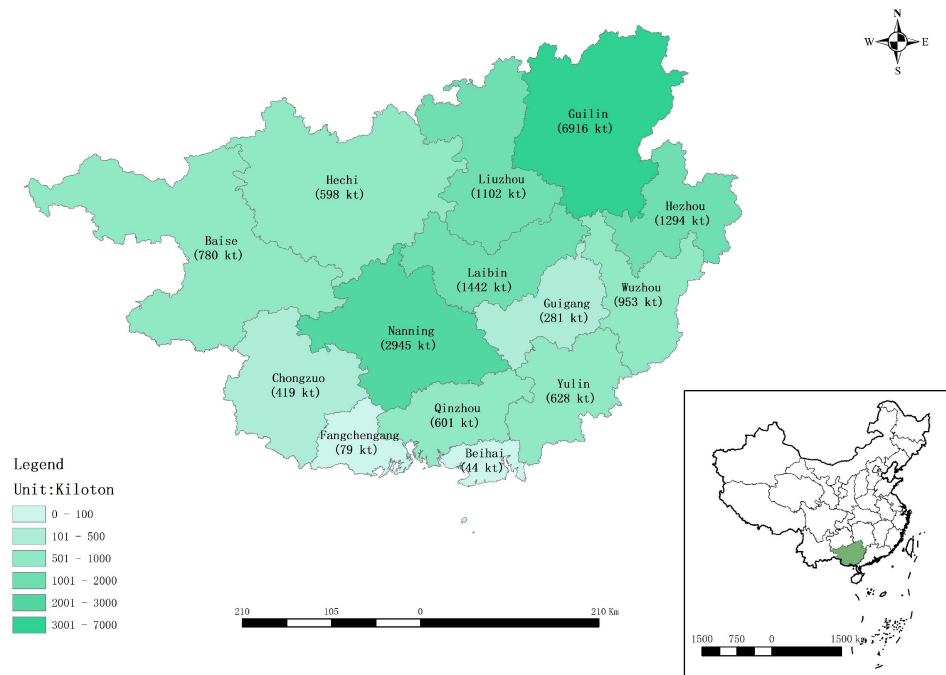 N
W E
S
Guilin
(6916 kt)
Hechi
(598 kt)
Liuzhou
(1102 kt)
Hezhou
(1294 kt)
Baise
(780 kt)
Laibin
(1442 kt)
Wuzhou
(953 kt)
Guigang
(281 kt)
Nanning
(2945 kt)
Chongzuo
(419 kt)
Yulin
(628 kt)
Qinzhou
(601 kt)
Fangchengang
(79 kt)
Beihai
(44 kt)
Legend
Unit:Kiloton
0 - 100
101 - 500
501 - 1000
1001 - 2000
2001 - 3000
3001 - 7000
210 105 0 210 Km
1500 750 0 1500 km